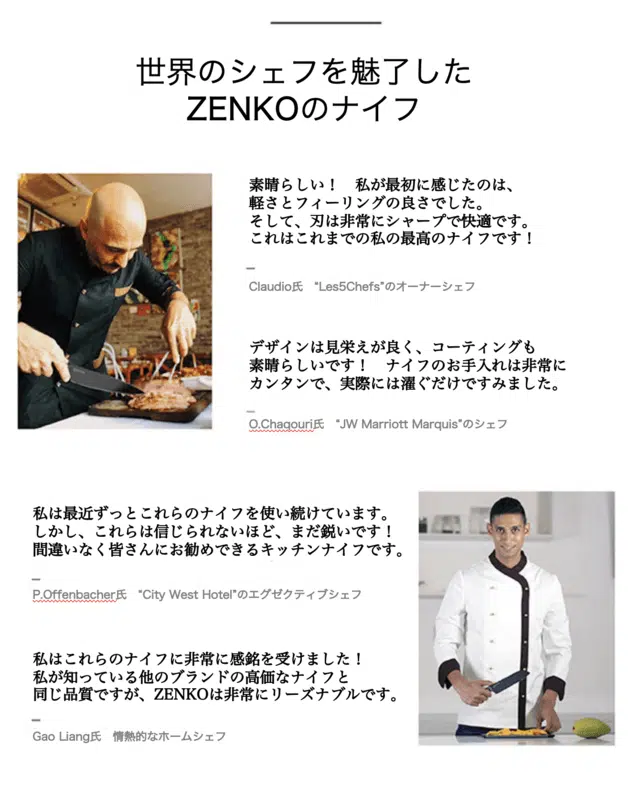 世界のシェフを魅了した
ZENKOのナイフ
素晴らしい！　私が最初に感じたのは、
軽さとフィーリングの良さでした。
そして、刃は非常にシャープで快適です。
これはこれまでの私の最高のナイフです！
Claudio氏　“Les5Chefs”のオーナーシェフ
デザインは見栄えが良く、コーティングも
素晴らしいです！　ナイフのお手入れは非常に
カンタンで、実際には濯ぐだけですみました。
O.Chaqouri氏　“JW Marriott Marquis”のシェフ
私は最近ずっとこれらのナイフを使い続けています。
しかし、これらは信じられないほど、まだ鋭いです！
間違いなく皆さんにお勧めできるキッチンナイフです。
P.Offenbacher氏　“City West Hotel”のエグゼクティブシェフ
私はこれらのナイフに非常に感銘を受けました！
私が知っている他のブランドの高価なナイフと
同じ品質ですが、ZENKOは非常にリーズナブルです。
Gao Liang氏　情熱的なホームシェフ